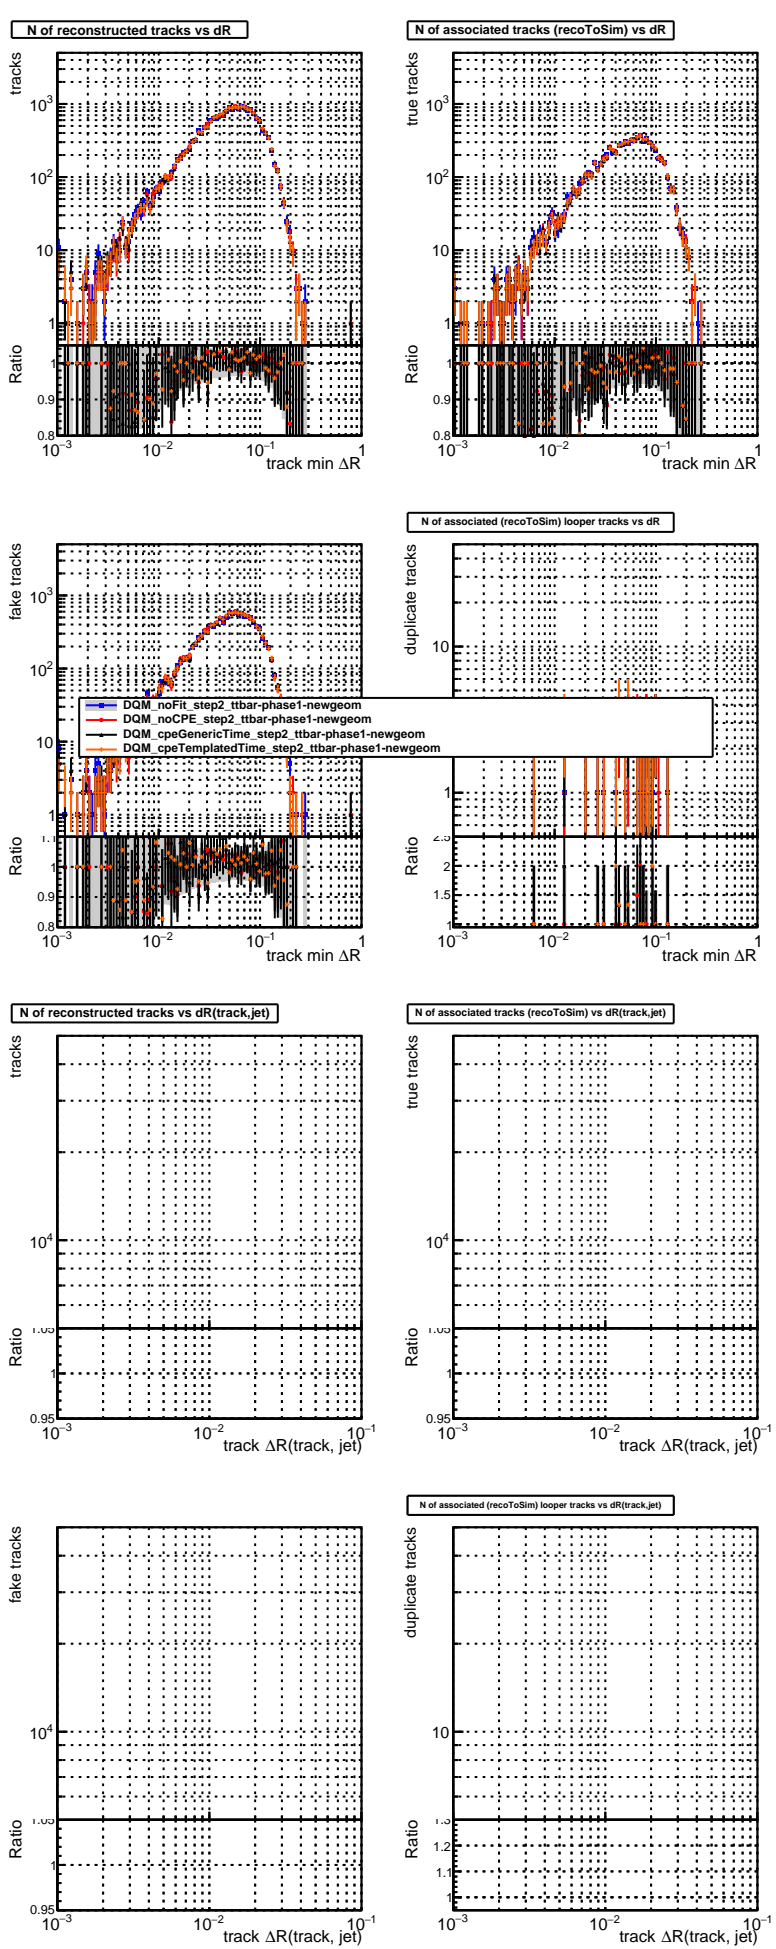 N of reconstructed tracks vs dR
tracks
10³
10²
10
1
Ratio
1
0.9
0.8
10⁻³ 10⁻² 10⁻¹ 1
track min ΔR
N of associated tracks (recoToSim) vs dR
true tracks
10³
10²
10
1
Ratio
1
0.9
0.8
10⁻³ 10⁻² 10⁻¹ 1
track min ΔR
fake tracks
10³
10²
10
1
Ratio
1.1
1
0.9
0.8
10⁻³ 10⁻² 10⁻¹ 1
track min ΔR
N of associated (recoToSim) looper tracks vs dR
duplicate tracks
10
1
Ratio
2.5
2
1.5
1
10⁻³ 10⁻² 10⁻¹ 1
track min ΔR
DQM_noFit_step2_ttbar-phase1-newgeom
DQM_noCPE_step2_ttbar-phase1-newgeom
DQM_cpeGenericTime_step2_ttbar-phase1-newgeom
DQM_cpeTemplatedTime_step2_ttbar-phase1-newgeom
N of reconstructed tracks vs dR(track,jet)
tracks
10⁴
Ratio
1.05
1
0.95
10⁻³ 10⁻² 10⁻¹
track ΔR(track, jet)
N of associated tracks (recoToSim) vs dR(track,jet)
true tracks
10⁴
Ratio
1.05
1
0.95
10⁻³ 10⁻² 10⁻¹
track ΔR(track, jet)
fake tracks
10⁴
Ratio
1.05
1
0.95
10⁻³ 10⁻² 10⁻¹
track ΔR(track, jet)
N of associated (recoToSim) looper tracks vs dR(track,jet)
duplicate tracks
10
Ratio
1.3
1.2
1.1
1
10⁻³ 10⁻² 10⁻¹
track ΔR(track, jet)